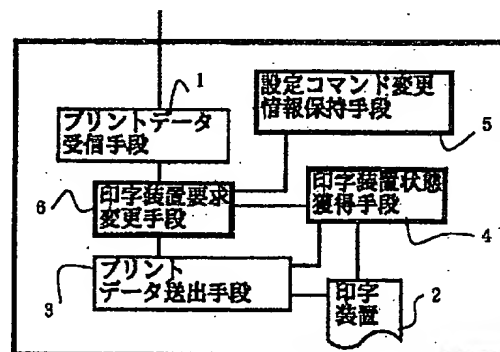 1
プリントデータ
受信手段
設定コマンド変更
情報保持手段
5
6
印字装置要求
変更手段
印字装置状態
獲得手段
4
3
プリント
データ送出手段
印字
装置
2